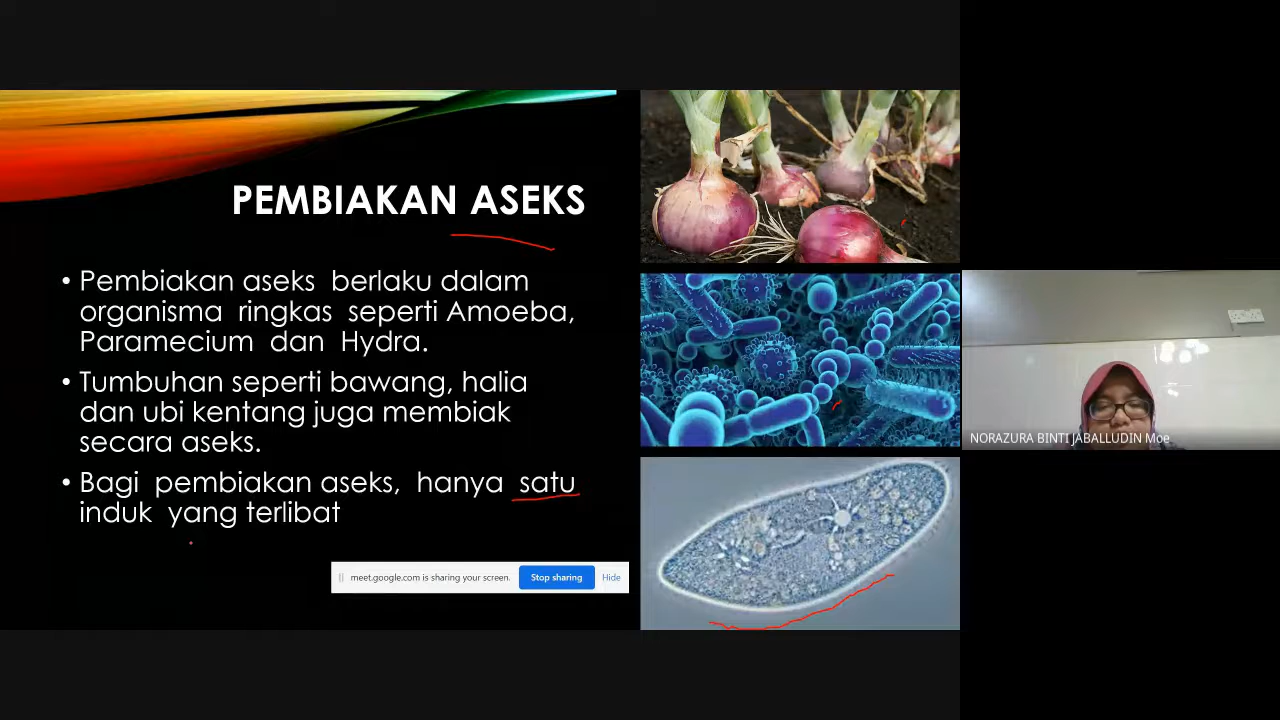 PEMBIAKAN ASEKS
• Pembiakan aseks berlaku dalam
organisma ringkas seperti Amoeba,
Paramecium dan Hydra.
• Tumbuhan seperti bawang, halia
dan ubi kentang juga membiak
secara aseks.
• Bagi pembiakan aseks, hanya satu
induk yang terlibat
meet.google.com is sharing your screen. Stop sharing Hide
NORAZURA BINTI JABALLUDIN Moe